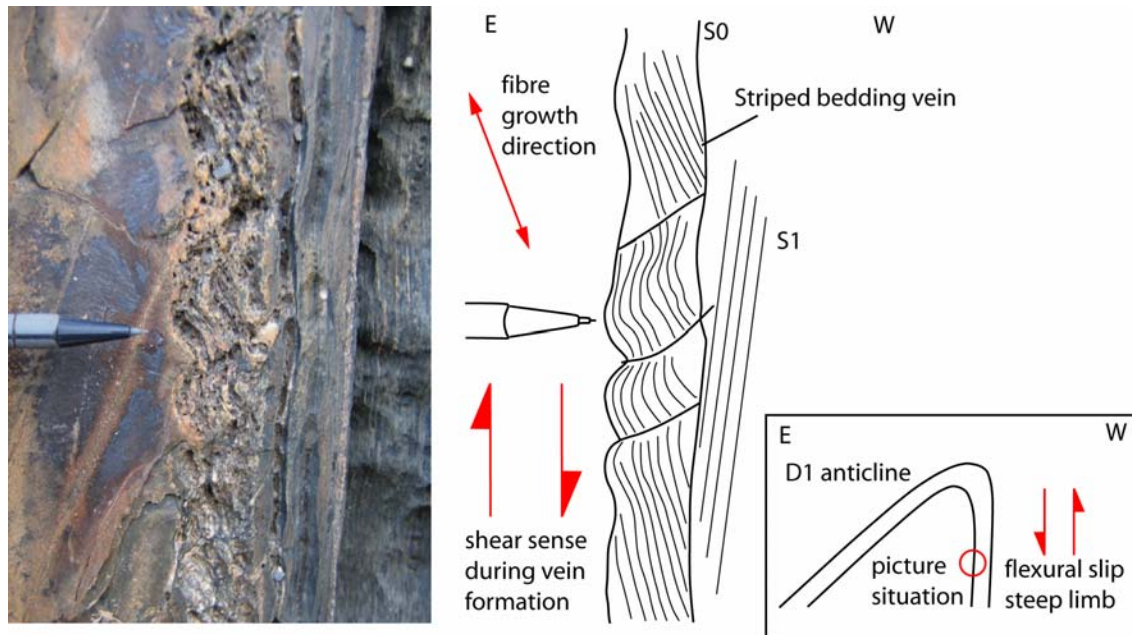 E
W
S0
fibre
growth
direction
Striped bedding vein
S1
shear sense
during vein
formation
E
W
D1 anticline
picture
situation
flexural slip
steep limb